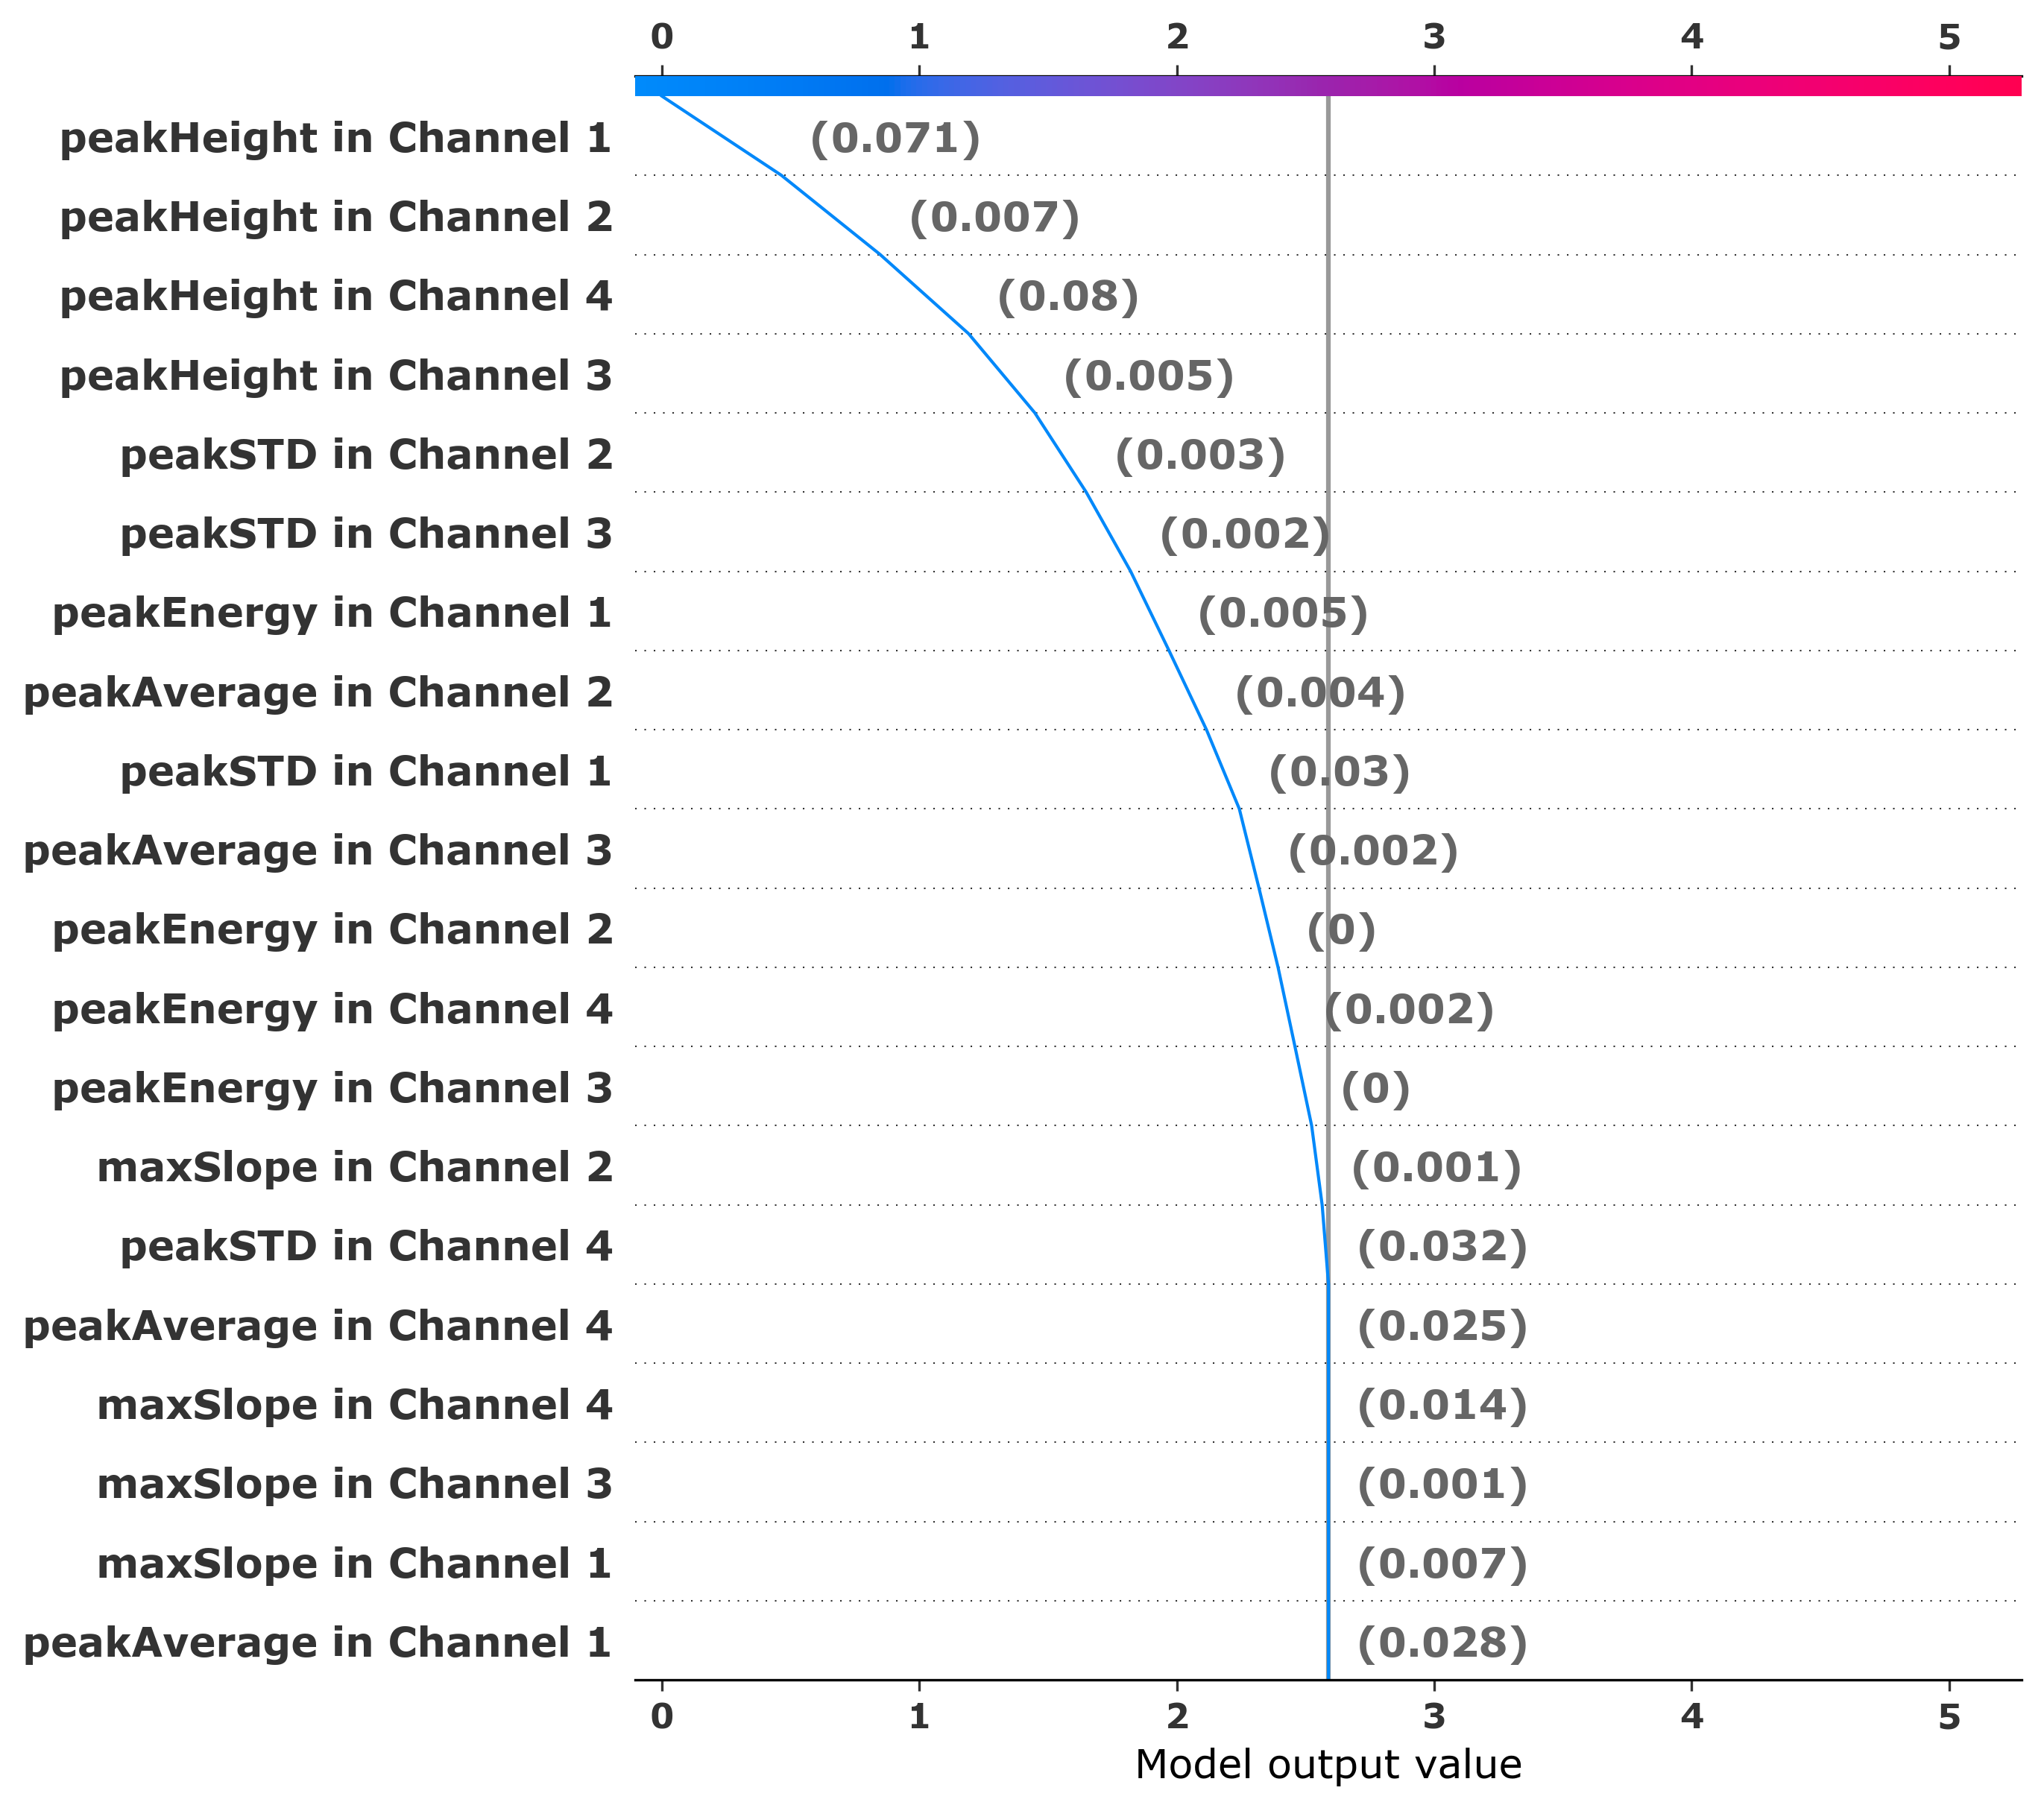 0 1 2 3 4 5
peakHeight in Channel 1 (0.071)
peakHeight in Channel 2 (0.007)
peakHeight in Channel 4 (0.08)
peakHeight in Channel 3 (0.005)
peakSTD in Channel 2 (0.003)
peakSTD in Channel 3 (0.002)
peakEnergy in Channel 1 (0.005)
peakAverage in Channel 2 (0.004)
peakSTD in Channel 1 (0.03)
peakAverage in Channel 3 (0.002)
peakEnergy in Channel 2 (0)
peakEnergy in Channel 4 (0.002)
peakEnergy in Channel 3 (0)
maxSlope in Channel 2 (0.001)
peakSTD in Channel 4 (0.032)
peakAverage in Channel 4 (0.025)
maxSlope in Channel 4 (0.014)
maxSlope in Channel 3 (0.001)
maxSlope in Channel 1 (0.007)
peakAverage in Channel 1 (0.028)
0 1 2 3 4 5
Model output value